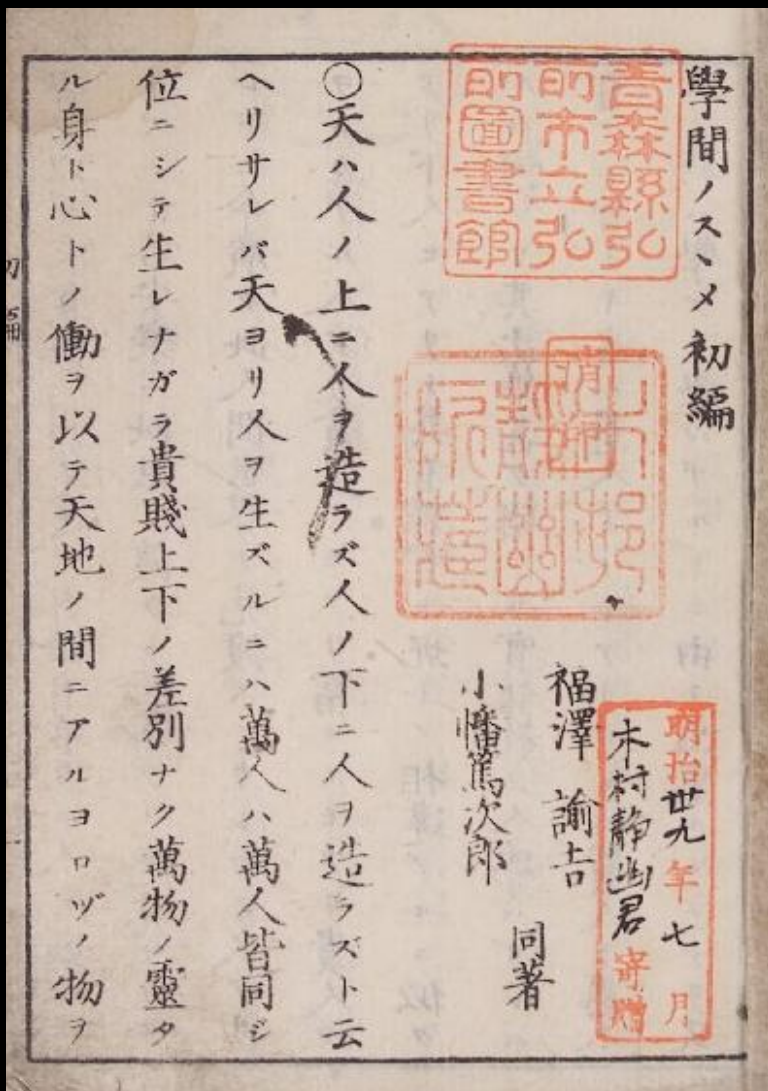 學問ノスヽメ 初編
青森縣弘
前市立弘
前圖書館
明治卅九年七月
木村靜幽君寄贈
福澤 諭吉
小幡篤次郎
同著
○天ハ人ノ上ニ人ヲ造ラズ人ノ下ニ人ヲ造ラズト云
ヘリサレバ天ヨリ人ヲ生ズルニハ萬人ハ萬人皆同ジ
位ニシテ生レナガラ貴賤上下ノ差別ナク萬物ノ靈タ
ル身ト心トノ働ヲ以テ天地ノ間ニアルヨロヅノ物ヲ
初編